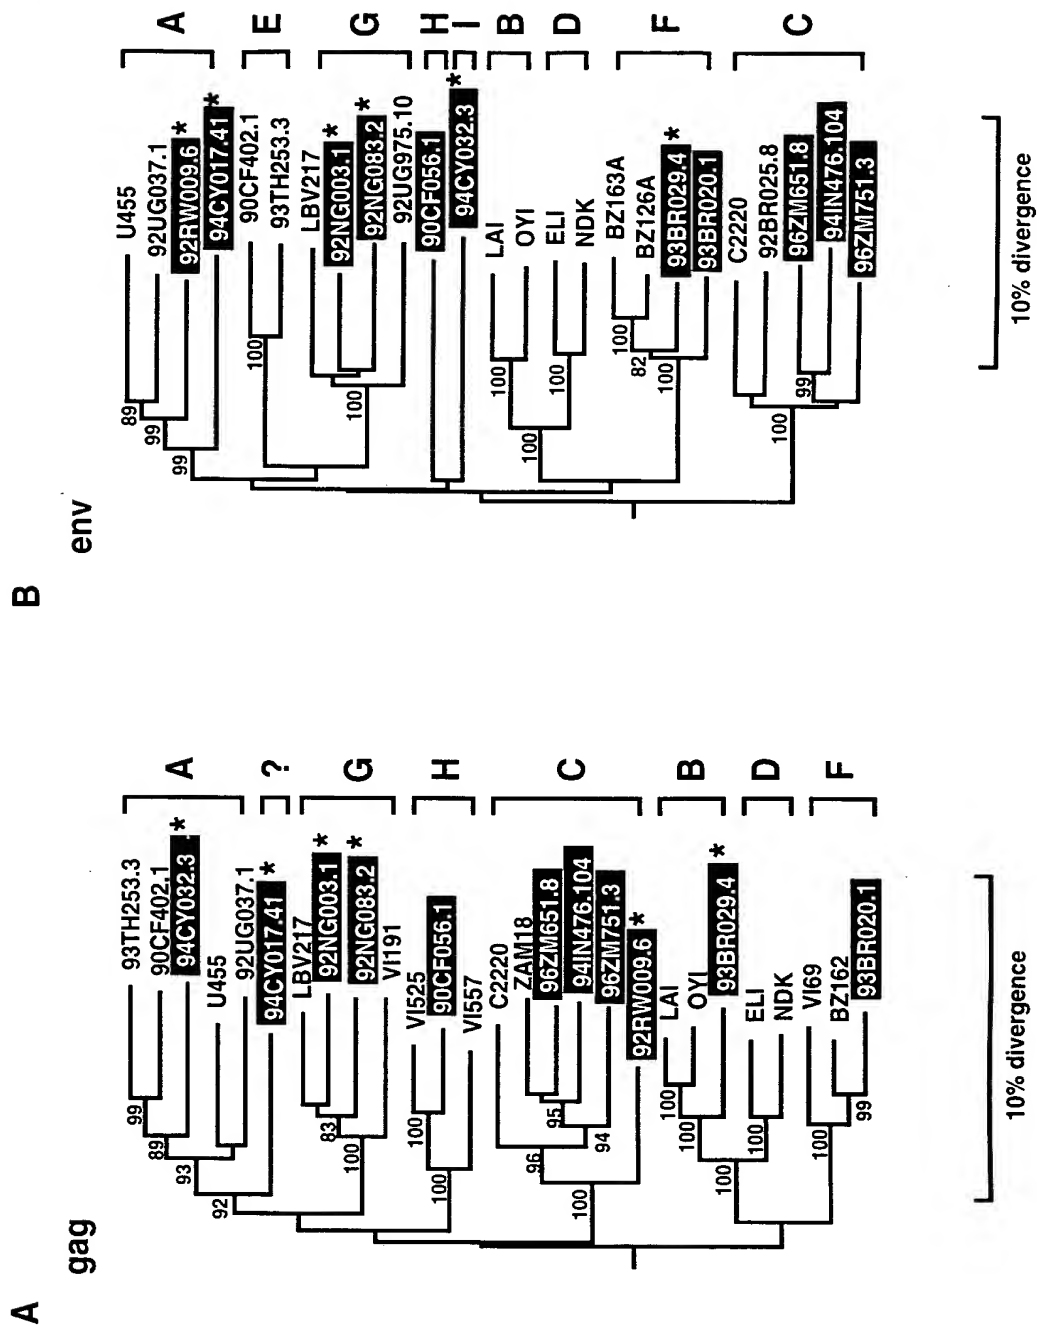 A
gag
93TH253.3
90CF402.1
94CY032.3 *
U455
92UG037.1
94CY017.41 *
LBV217
92NG003.1 *
92NG083.2 *
VI191
VI525
90CF056.1
VI557
C2220
ZAM18
96ZM651.8
94IN476.104
96ZM751.3
92RW009.6 *
LAI
OYI
93BR029.4 *
ELI
NDK
VI69
BZ162
93BR020.1
A
?
G
H
C
B
D
F
99
89
93
92
83
100
100
100
95
94
96
100
100
100
100
100
100
99
10% divergence
B
env
U455
92UG037.1
92RW009.6 *
94CY017.41 *
90CF402.1
93TH253.3
LBV217
92NG003.1 *
92NG083.2 *
92UG975.10
90CF056.1
94CY032.3 *
LAI
OYI
ELI
NDK
BZ163A
BZ126A
93BR029.4 *
93BR020.1
C2220
92BR025.8
96ZM651.8
94IN476.104
96ZM751.3
A
E
G
H
I
B
D
F
C
89
99
99
100
100
100
100
100
100
82
100
99
100
10% divergence